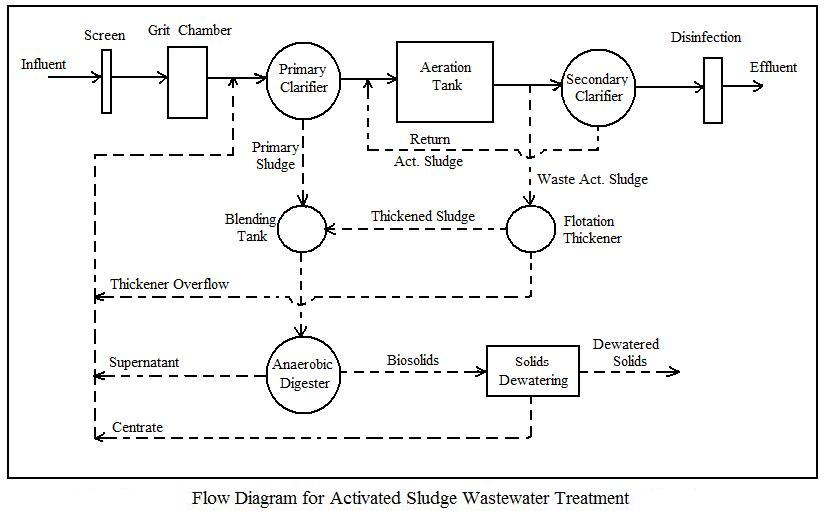 Screen
Grit Chamber
Disinfection
Influent
Primary
Clarifier
Aeration
Tank
Secondary
Clarifier
Effluent
Primary
Sludge
Return
Act. Sludge
Waste Act. Sludge
Blending
Tank
Thickened Sludge
Flotation
Thickener
Thickener Overflow
Supernatant
Anaerobic
Digester
Biosolids
Solids
Dewatering
Dewatered
Solids
Centrate
Flow Diagram for Activated Sludge Wastewater Treatment